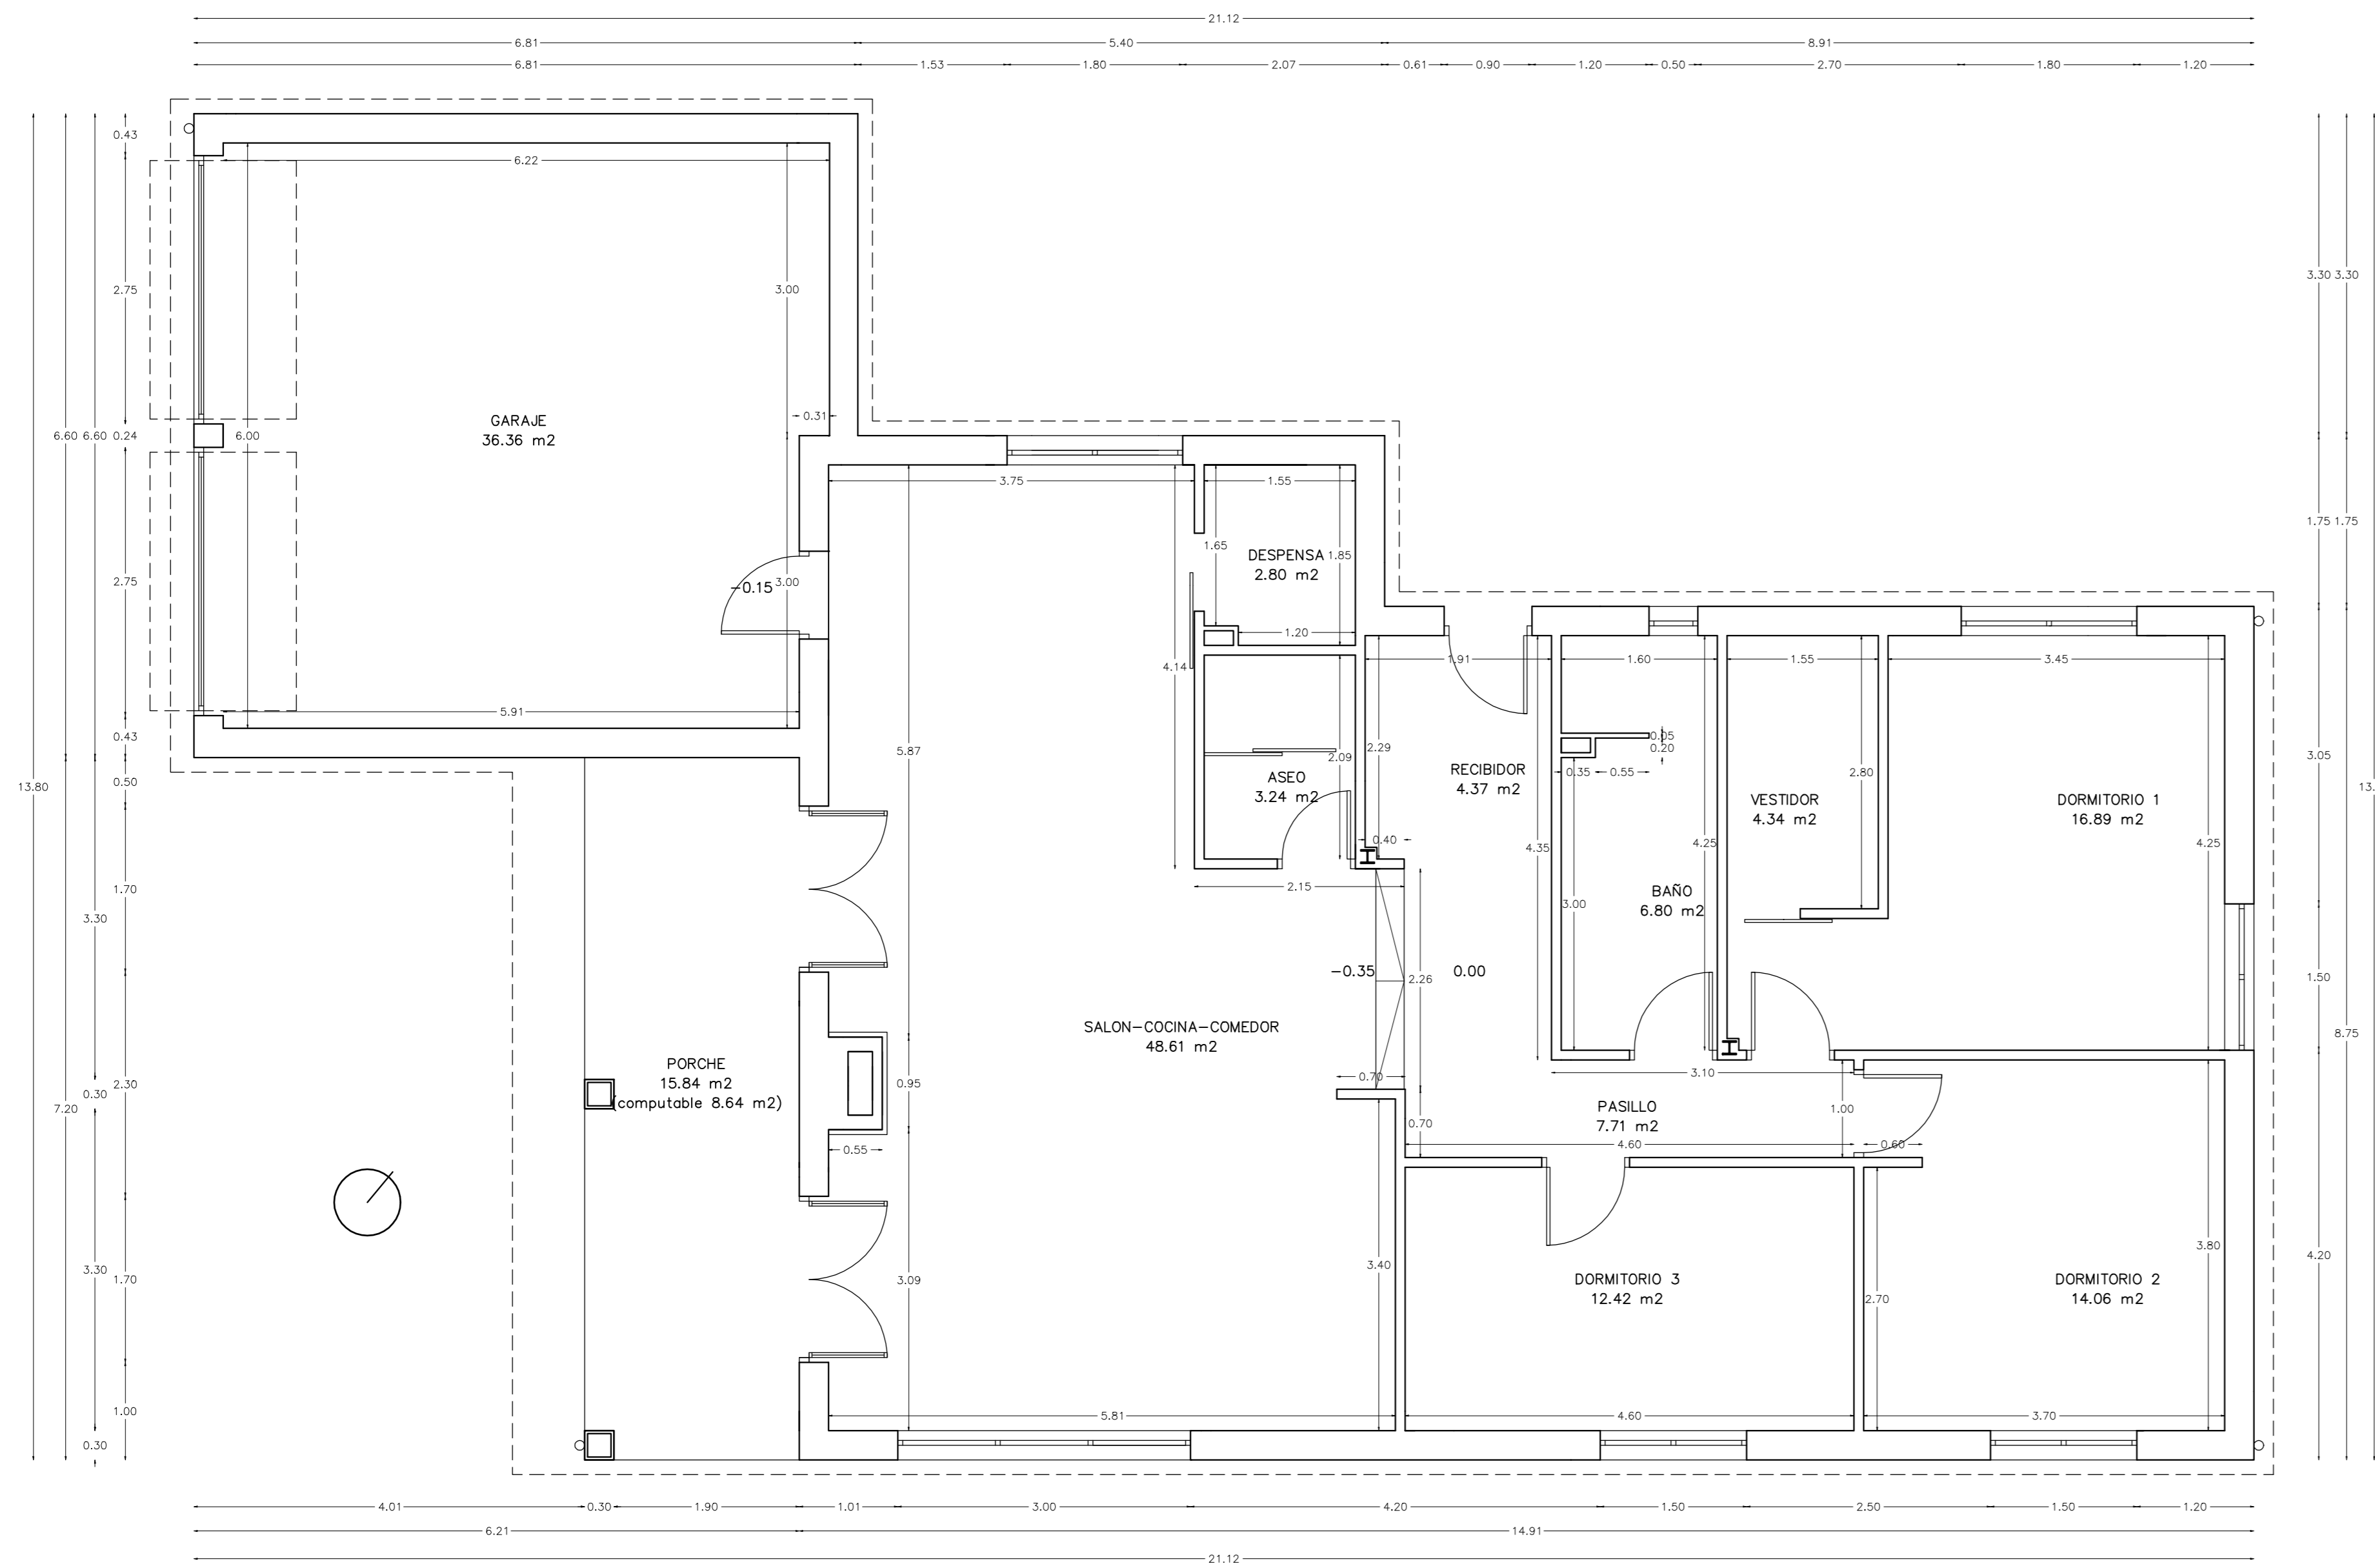 21.12
6.81 5.40 8.91
6.81 1.53 1.80 2.07 0.61 0.90 1.20 0.50 2.70 1.80 1.20
0.43
6.22
2.75 3.00 3.30 3.30
0.31
GARAJE
36.36 m2
6.60 6.60 0.24 6.00
3.75 1.55
1.75 1.75
1.65 DESPENSA 1.85
2.80 m2
2.75 -0.15 3.00
1.20
4.14 1.91 1.60 1.55 3.45
5.91
0.43 0.05
0.20
5.87 2.29 3.05
2.09
0.35 0.55 2.80
RECIBIDOR
4.37 m2
ASEO
3.24 m2
0.50
13.80 13.
VESTIDOR
4.34 m2
DORMITORIO 1
16.89 m2
0.40 4.35 4.25 4.25
1.70 2.15
BAÑO
6.80 m2
3.30 3.00
-0.35 2.26 0.00 1.50
SALON-COCINA-COMEDOR
48.61 m2
8.75
PORCHE
15.84 m2
(computable 8.64 m2)
0.30 2.30 0.95 0.70 3.10
7.20
PASILLO
7.71 m2
0.70 1.00
0.55 4.60 0.60
3.30 1.70 3.09 3.40 3.80 4.20
DORMITORIO 3
12.42 m2
2.70
DORMITORIO 2
14.06 m2
1.00 5.81 4.60 3.70
0.30
4.01 0.30 1.90 1.01 3.00 4.20 1.50 2.50 1.50 1.20
6.21 14.91
21.12